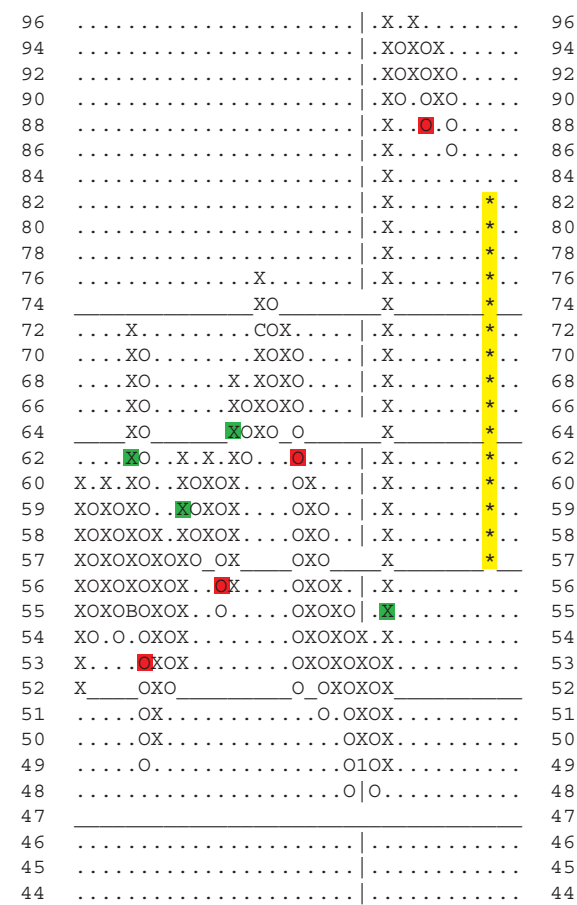 96 ......................|.X.X........ 96
94 ......................|.XOXOX...... 94
92 ......................|.XOXOXO..... 92
90 ......................|.XO.OXO..... 90
88 ......................|.X..O.O..... 88
86 ......................|.X....O..... 86
84 ......................|.X.......... 84
82 ......................|.X.......*.. 82
80 ......................|.X.......*.. 80
78 ......................|.X.......*.. 78
76 ..............X.......|.X.......*.. 76
74 ______________XO________X_______*__ 74
72 ....X.........COX.....|.X.......*.. 72
70 ....XO........XOXO....|.X.......*.. 70
68 ....XO......X.XOXO....|.X.......*.. 68
66 ....XO......XOXOXO....|.X.......*.. 66
64 ____XO______XOXO_O______X_______*__ 64
62 ....XO..X.X.XO...O....|.X.......*.. 62
60 X.X.XO..XOXOX....OX...|.X.......*.. 60
59 XOXOXO..XOXOX....OXO..|.X.......*.. 59
58 XOXOXOX.XOXOX....OXO..|.X.......*.. 58
57 XOXOXOXOXO_OX____OXO____X_______*__ 57
56 XOXOXOXOX..OX....OXOX.|.X.......... 56
55 XOXOBOXOX..O.....OXOXO|.X.......... 55
54 XO.O.OXOX........OXOXOX.X.......... 54
53 X....OXOX........OXOXOXOX.......... 53
52 X____OXO_________O_OXOXOX__________ 52
51 .....OX............O.OXOX.......... 51
50 .....OX..............OXOX.......... 50
49 .....O...............O1OX.......... 49
48 .....................O|O........... 48
47 ___________________________________ 47
46 ......................|............ 46
45 ......................|............ 45
44 ......................|............ 44